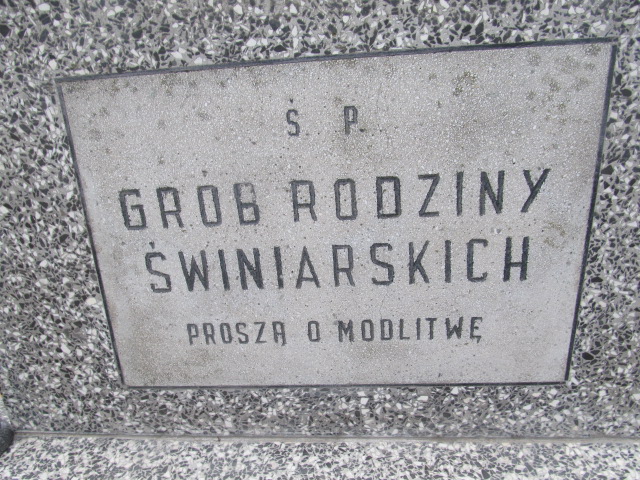 Ś. P.
GROB RODZINY
ŚWINIARSKICH
PROSZĄ O MODLITWĘ